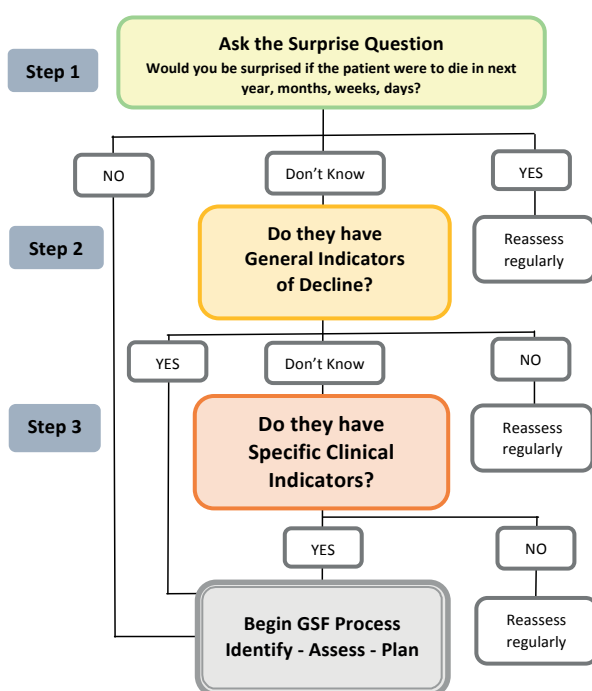 Step 1
Ask the Surprise Question
Would you be surprised if the patient were to die in next
year, months, weeks, days?
NO
Don't Know
YES
Reassess
regularly
Step 2
Do they have
General Indicators
of Decline?
YES
Don't Know
NO
Reassess
regularly
Step 3
Do they have
Specific Clinical
Indicators?
YES
NO
Reassess
regularly
Begin GSF Process
Identify - Assess - Plan